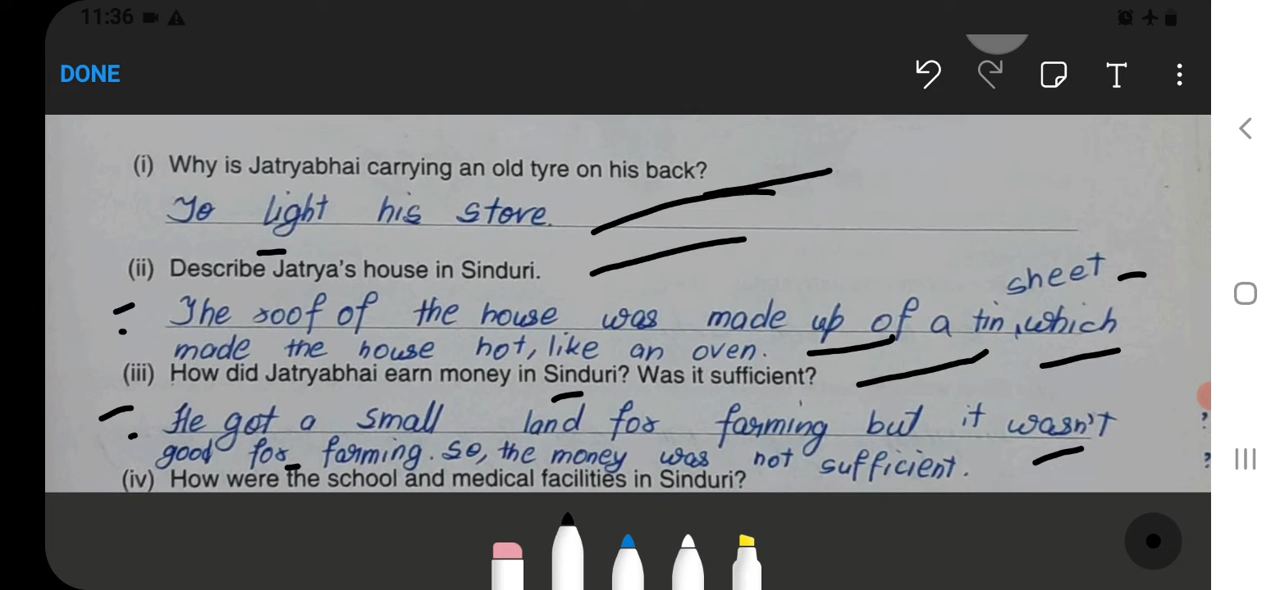 11:36
DONE
T
(i) Why is Jatryabhai carrying an old tyre on his back?
To light his stove.
(ii) Describe Jatrya's house in Sinduri.
sheet
The roof of the house was made up of a tin, which
made the house hot, like an oven.
(iii) How did Jatryabhai earn money in Sinduri? Was it sufficient?
He got a small land for farming but it wasn't
good for farming. so, the money was not sufficient.
(iv) How were the school and medical facilities in Sinduri?